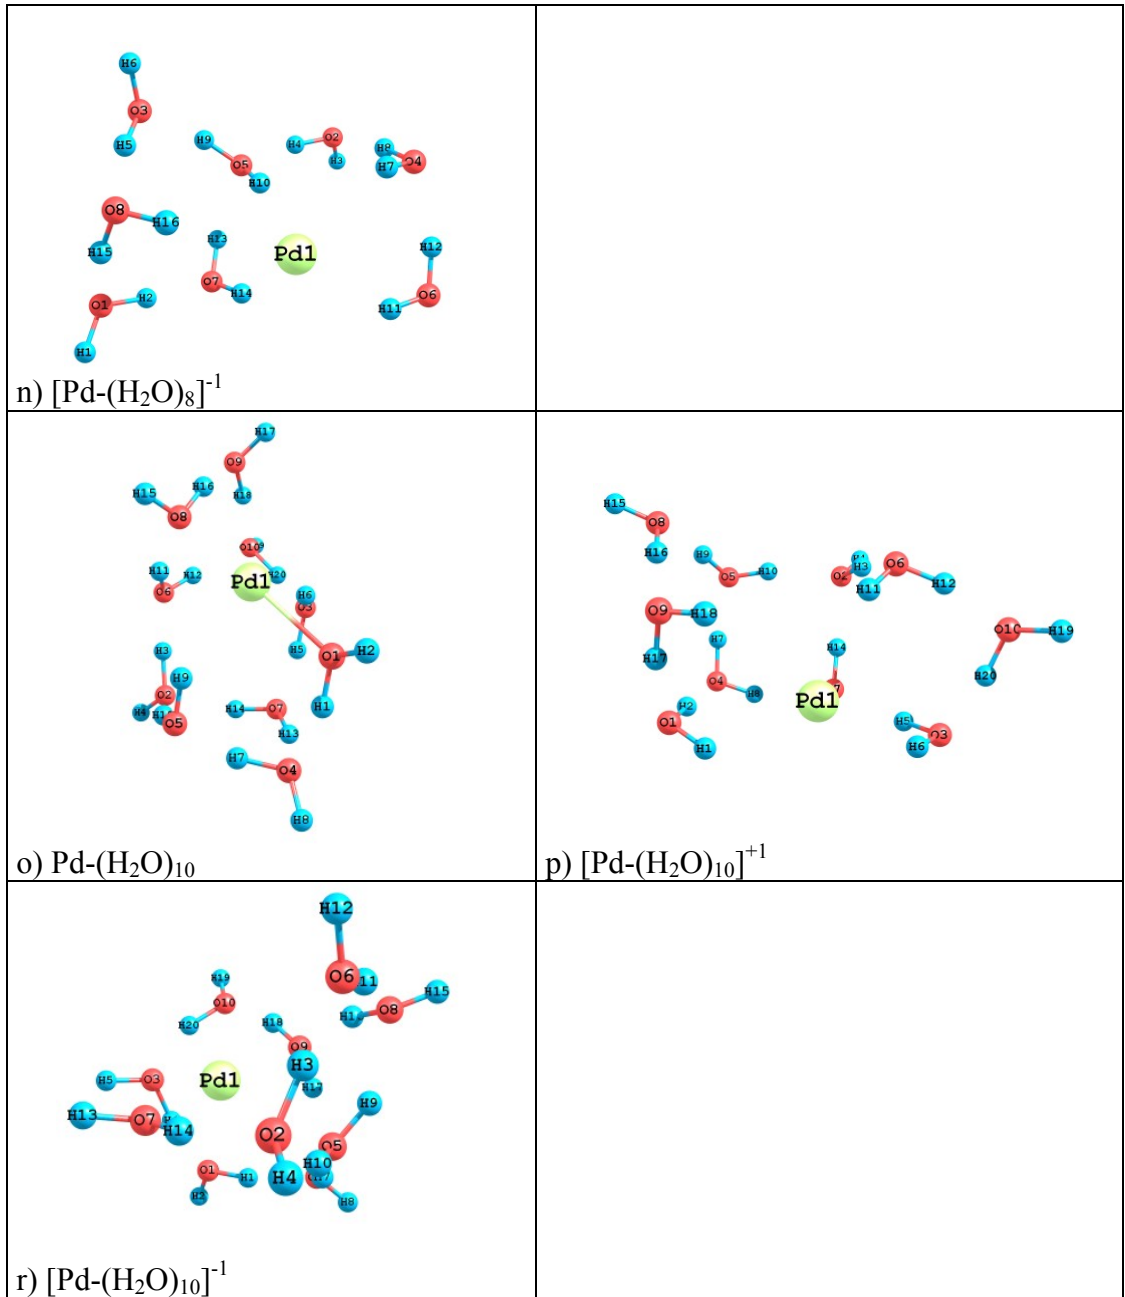 H6
O3
H5
H9
O5
H10
H4
O2
H3
H8
H7
O4
O8
H16
H15
H13
Pd1
O7
H14
H12
H11
O6
O1
H2
H1
n) [Pd-(H₂O)₈]⁻¹
H17
O9
H18
H15
H16
O8
O10
H20
Pd1
H11
H12
O6
H6
O3
H5
O1
H2
H1
H3
H9
O2
H4
O5
H14
O7
H13
H7
O4
H8
o) Pd-(H₂O)₁₀
H15
O8
H16
H9
O5
H10
O2
H3
O6
H11
H12
O9
H18
H17
H7
O4
H8
H14
Pd1
O10
H19
H20
O1
H2
H1
H5
O3
H6
p) [Pd-(H₂O)₁₀]⁺¹
H12
O6
H19
O10
H20
O8
H15
H18
O9
H3
H17
Pd1
H5
O3
H13
O7
H14
H9
O2
O5
H10
H4
O1
H1
H2
H8
r) [Pd-(H₂O)₁₀]⁻¹